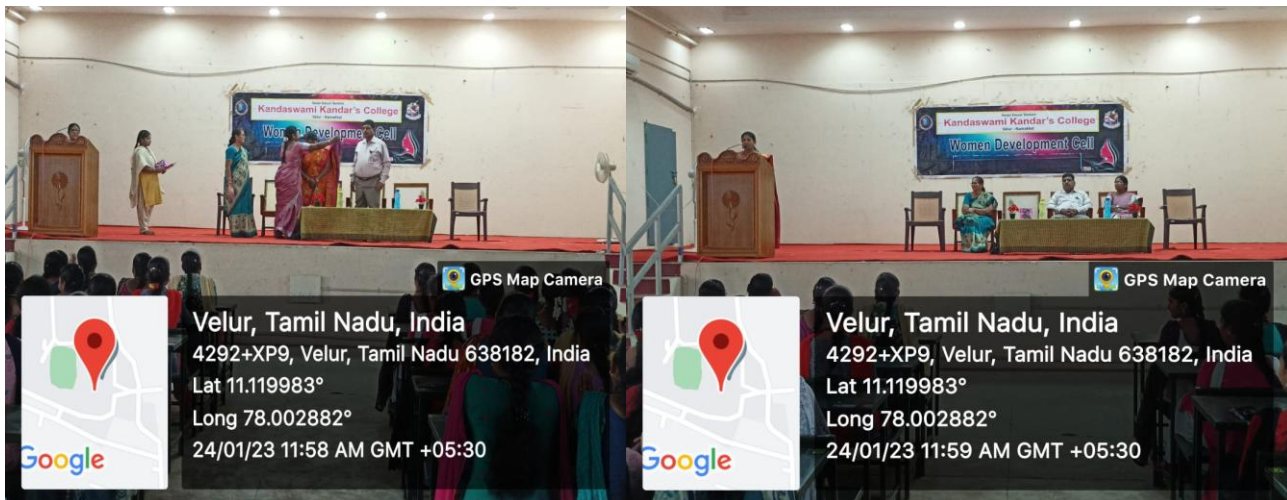 Kandaswami Kandar's College
Women Development Cell
GPS Map Camera
Velur, Tamil Nadu, India
4292+XP9, Velur, Tamil Nadu 638182, India
Lat 11.119983°
Long 78.002882°
24/01/23 11:58 AM GMT +05:30
Google
Kandaswami Kandar's College
Women Development Cell
GPS Map Camera
Velur, Tamil Nadu, India
4292+XP9, Velur, Tamil Nadu 638182, India
Lat 11.119983°
Long 78.002882°
24/01/23 11:59 AM GMT +05:30
Google